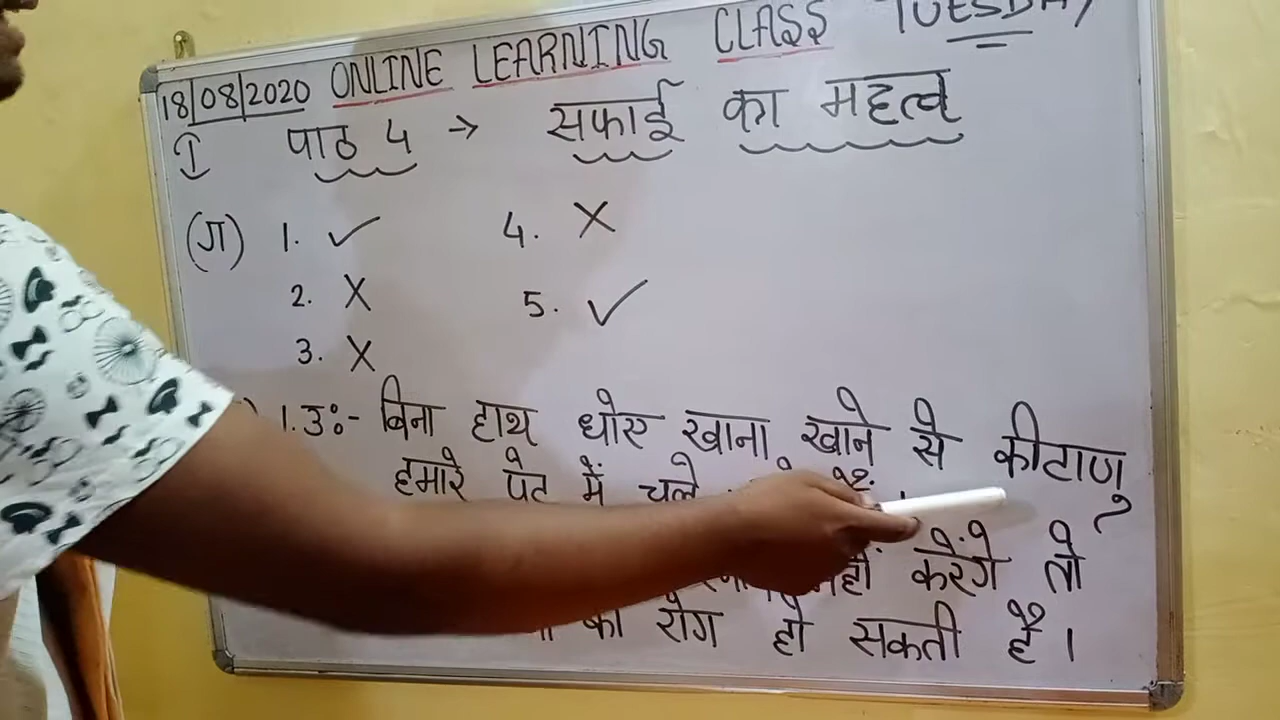 18/08/2020 ONLINE LEARNING CLASS TUESDAY
I पाठ 4 → सफाई का महत्व
(ग) 1. ✓ 4. X
2. X 5. ✓
3. X
1.उः- बिना हाथ धोए खाना खाने से कीटाणु
हमारे पेट में चले हैं।
नहीं करेंगे तो
को रोग हो सकती है।